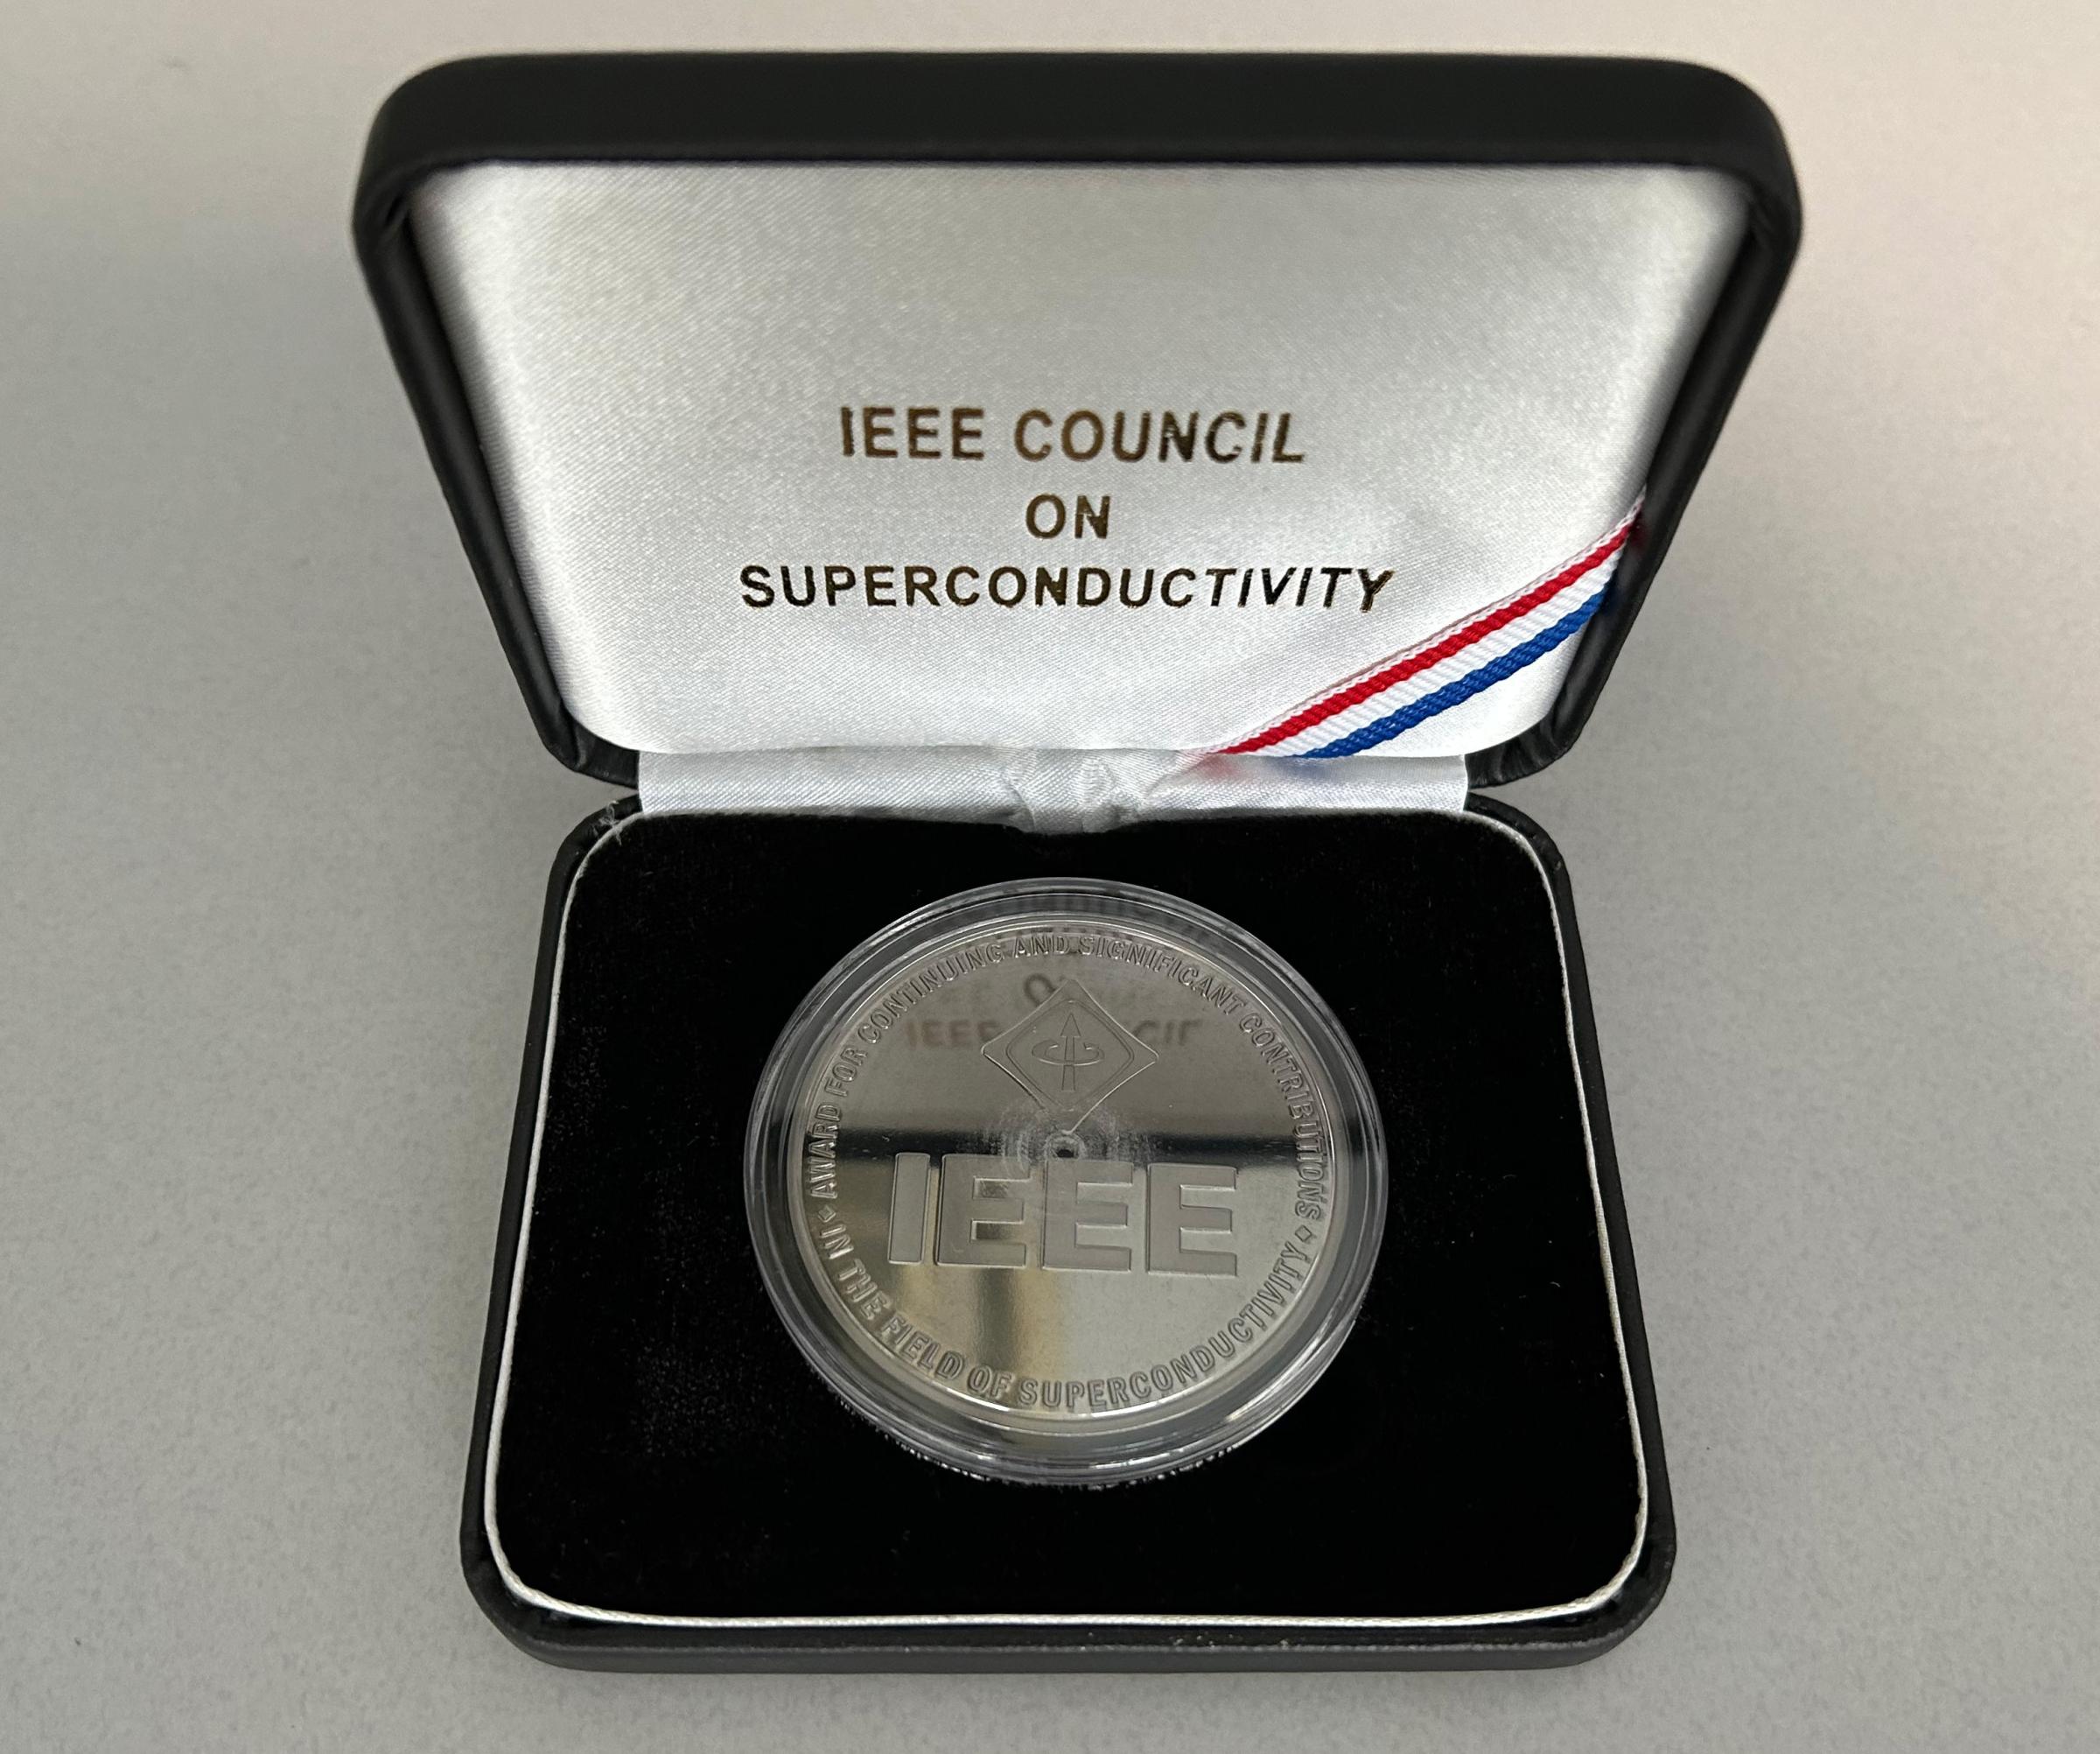 IEEE COUNCIL
ON
SUPERCONDUCTIVITY
AWARD FOR CONTINUING AND SIGNIFICANT CONTRIBUTIONS
IEEE
IN THE FIELD OF SUPERCONDUCTIVITY